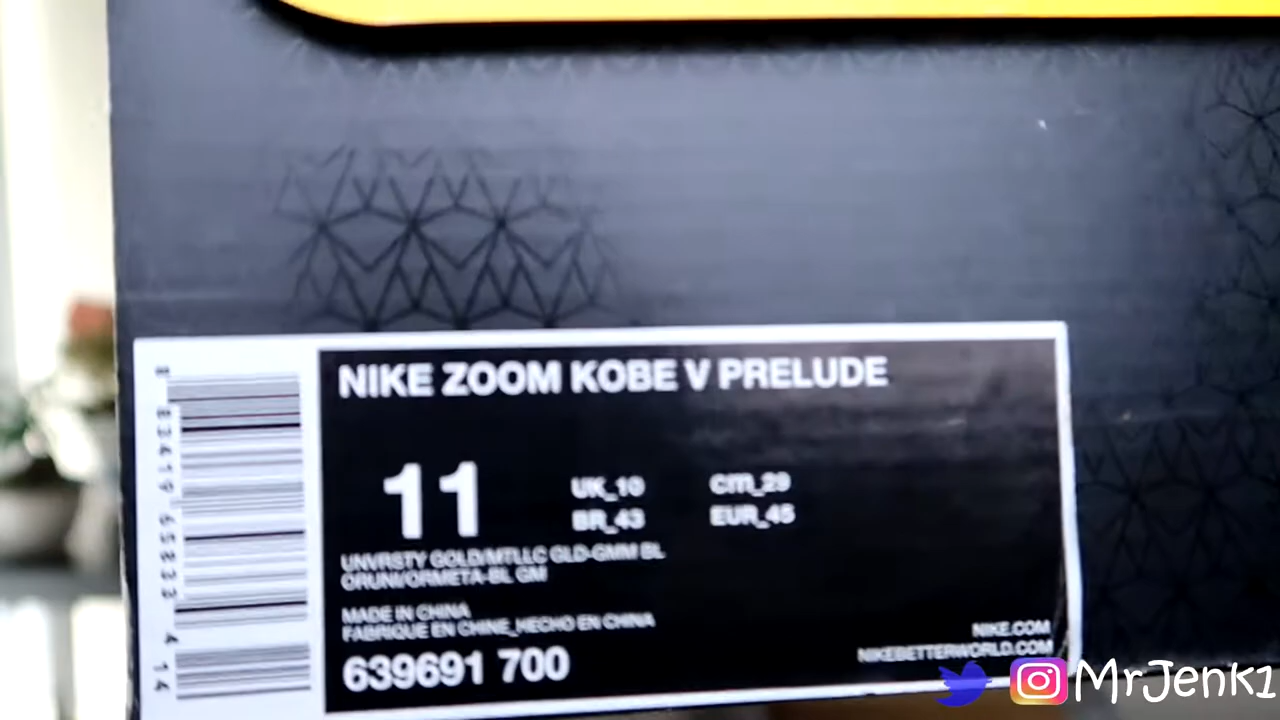 NIKE ZOOM KOBE V PRELUDE
11
UK_10 CM_29
BR_43 EUR_45
UNVRSTY GOLD/MTLLC GLD-GMM BL
ORUNI/ORMETA-BL GM
MADE IN CHINA
FABRIQUE EN CHINE_HECHO EN CHINA
639691 700
NIKE.COM
NIKEBETTERWORLD.COM
MrJenk1